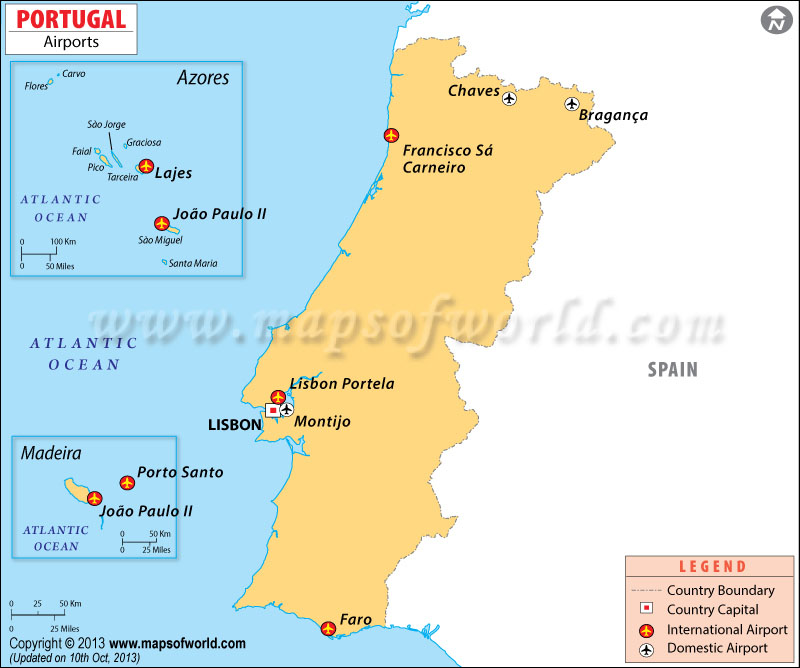 PORTUGAL
Airports
N
Azores
Carvo
Flores
Sào Jorge
Graciosa
Faial
Pico
Tarceira
Lajes
ATLANTIC
OCEAN
João Paulo II
Sào Miguel
Santa Maria
0 100 Km
0 50 Miles
Chaves
Bragança
Francisco Sá
Carneiro
www.mapsofworld.com
ATLANTIC
OCEAN
SPAIN
Lisbon Portela
LISBON
Montijo
Madeira
Porto Santo
João Paulo II
ATLANTIC
OCEAN
0 50 Km
0 25 Miles
Faro
0 25 50 Km
0 25 50 Miles
Copyright © 2013 www.mapsofworld.com
(Updated on 10th Oct, 2013)
LEGEND
Country Boundary
Country Capital
International Airport
Domestic Airport